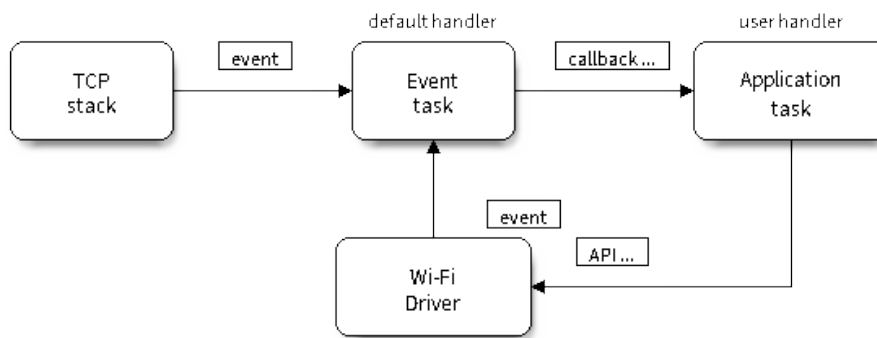 default handler
user handler
event
callback ...
TCP
stack
Event
task
Application
task
event
API ...
Wi-Fi
Driver